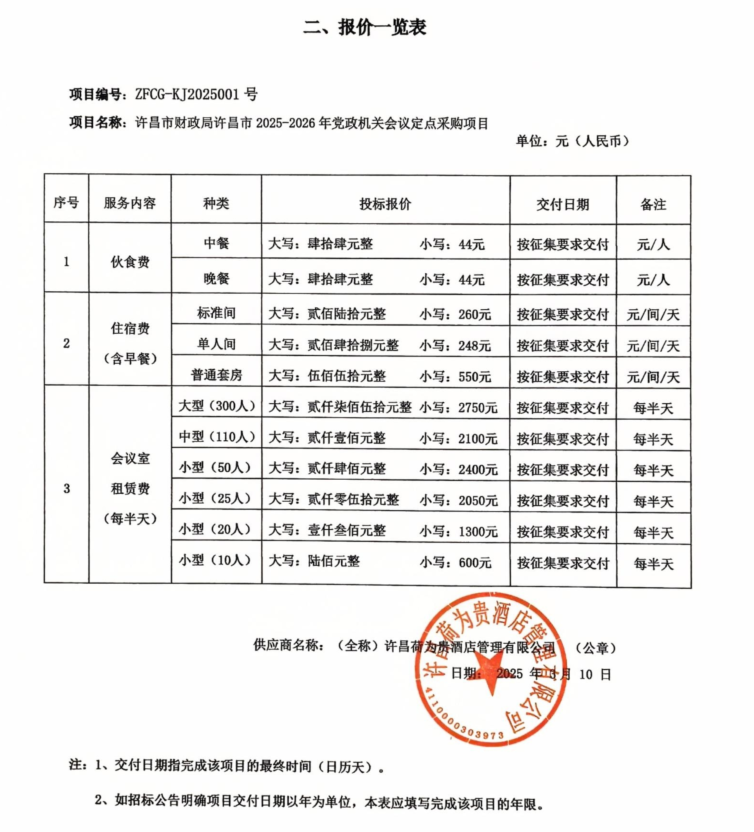 二、报价一览表
项目编号：ZFCG-KJ2025001 号
项目名称：许昌市财政局许昌市 2025-2026 年党政机关会议定点采购项目
单位：元（人民币）
序号 服务内容 种类 投标报价 交付日期 备注
1 伙食费 中餐 大写：肆拾肆元整 小写：44元 按征集要求交付 元/人
晚餐 大写：肆拾肆元整 小写：44元 按征集要求交付 元/人
2 住宿费（含早餐） 标准间 大写：贰佰陆拾元整 小写：260元 按征集要求交付 元/间/天
单人间 大写：贰佰肆拾捌元整 小写：248元 按征集要求交付 元/间/天
普通套房 大写：伍佰伍拾元整 小写：550元 按征集要求交付 元/间/天
3 会议室租赁费（每半天） 大型（300人） 大写：贰仟柒佰伍拾元整 小写：2750元 按征集要求交付 每半天
中型（110人） 大写：贰仟壹佰元整 小写：2100元 按征集要求交付 每半天
小型（50人） 大写：贰仟肆佰元整 小写：2400元 按征集要求交付 每半天
小型（25人） 大写：贰仟零伍拾元整 小写：2050元 按征集要求交付 每半天
小型（20人） 大写：壹仟叁佰元整 小写：1300元 按征集要求交付 每半天
小型（10人） 大写：陆佰元整 小写：600元 按征集要求交付 每半天
供应商名称：（全称）许昌荷为贵酒店管理有限公司 （公章）
日期：2025 年 月 10 日
许昌荷为贵酒店管理有限公司
4110000303973
注：1、交付日期指完成该项目的最终时间（日历天）。
2、如招标公告明确项目交付日期以年为单位，本表应填写完成该项目的年限。